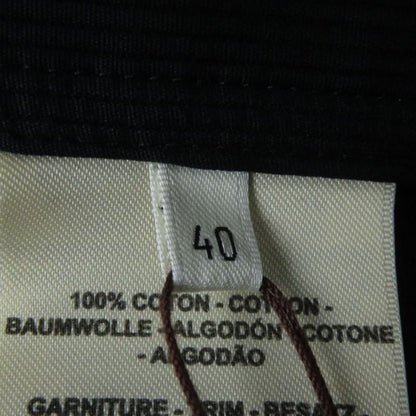 40
100% COTON - COTTON -
BAUMWOLLE - ALGODÓN - COTONE
- ALGODÃO
GARNITURE - TRIM - BESATZ